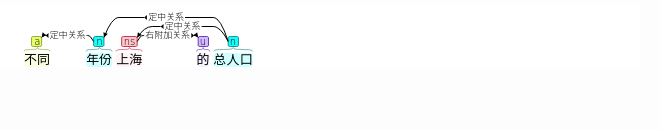 定中关系
定中关系
定中关系 右附加关系
a n ns u n
不同 年份 上海 的 总人口